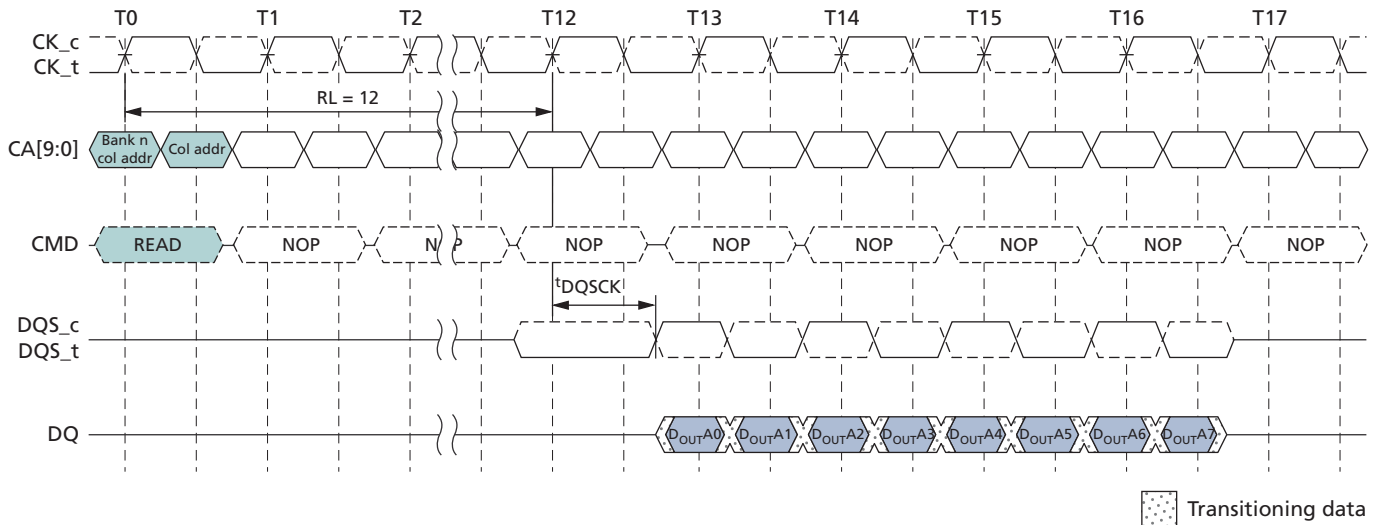 T0 T1 T2 T12 T13 T14 T15 T16 T17
CK_c
CK_t
RL = 12
CA[9:0] Bank n col addr Col addr
CMD READ NOP NOP NOP NOP NOP NOP NOP NOP
tDQSCK
DQS_c
DQS_t
DQ DOUTA0 DOUTA1 DOUTA2 DOUTA3 DOUTA4 DOUTA5 DOUTA6 DOUTA7
Transitioning data